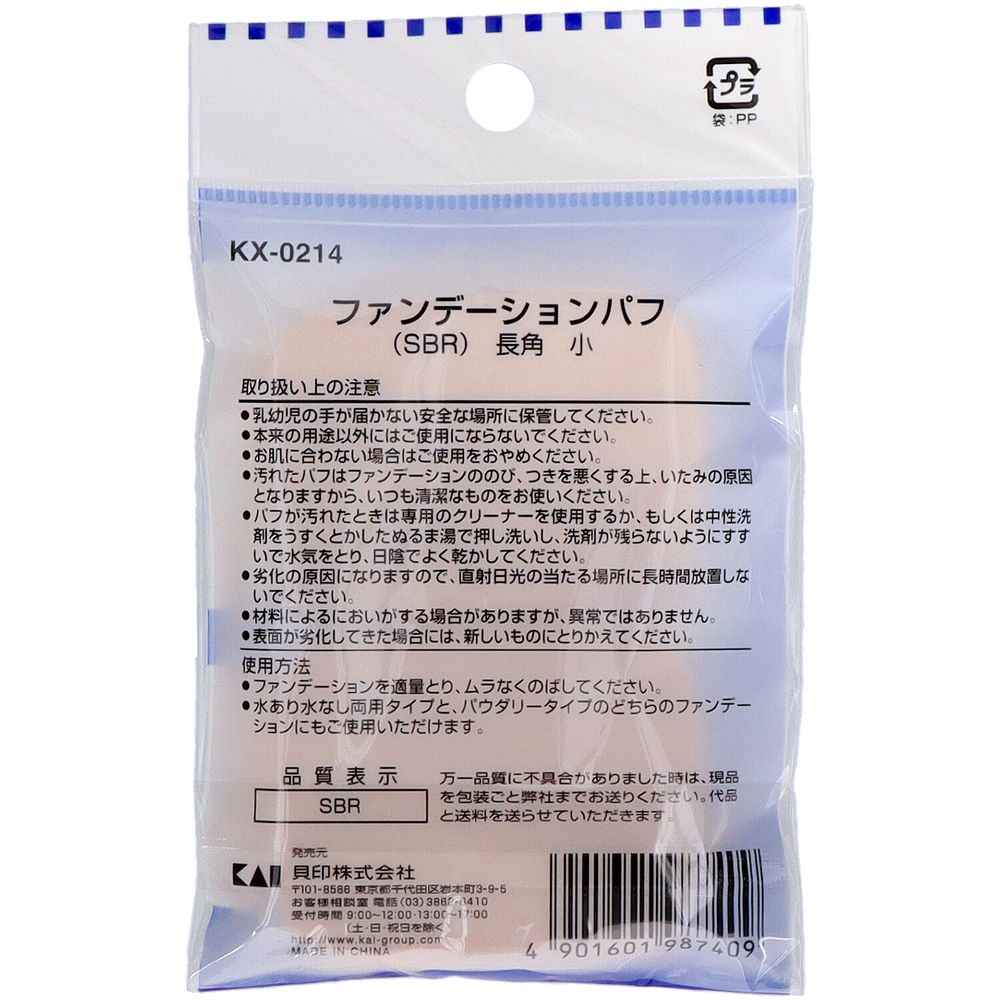 プラ
袋:PP
KX-0214
ファンデーションパフ
(SBR) 長角 小
取り扱い上の注意
●乳幼児の手が届かない安全な場所に保管してください。
●本来の用途以外にはご使用にならないでください。
●お肌に合わない場合はご使用をおやめください。
●汚れたパフはファンデーションののび、つきを悪くする上、いたみの原因
となりますから、いつも清潔なものをお使いください。
●パフが汚れたときは専用のクリーナーを使用するか、もしくは中性洗
剤をうすくとかしたぬるま湯で押し洗いし、洗剤が残らないようにすす
いで水気をとり、日陰でよく乾かしてください。
●劣化の原因になりますので、直射日光の当たる場所に長時間放置しな
いでください。
●材料によるにおいがする場合がありますが、異常ではありません。
●表面が劣化してきた場合には、新しいものにとりかえてください。
使用方法
●ファンデーションを適量とり、ムラなくのばしてください。
●水あり水なし両用タイプと、パウダリータイプのどちらのファンデー
ションにもご使用いただけます。
品質表示
SBR
万一品質に不具合がありました時は、現品
を包装ごと弊社までお送りください。代品
と送料を送らせていただきます。
発売元
KAI 貝印株式会社
〒101-8586 東京都千代田区岩本町3-9-5
お客様相談室 電話(03)3862-6410
受付時間 9:00〜12:00・13:00〜17:00
(土・日・祝日を除く)
http://www.kai-group.com
MADE IN CHINA
4 901601 987409